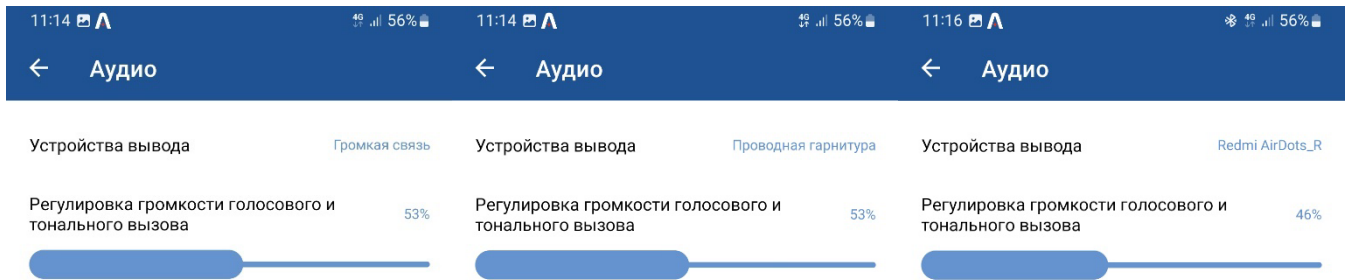 11:14 4G 56%
Аудио
Устройства вывода Громкая связь
Регулировка громкости голосового и
тонального вызова
53%
11:14 4G 56%
Аудио
Устройства вывода Проводная гарнитура
Регулировка громкости голосового и
тонального вызова
53%
11:16 4G 56%
Аудио
Устройства вывода Redmi AirDots_R
Регулировка громкости голосового и
тонального вызова
46%